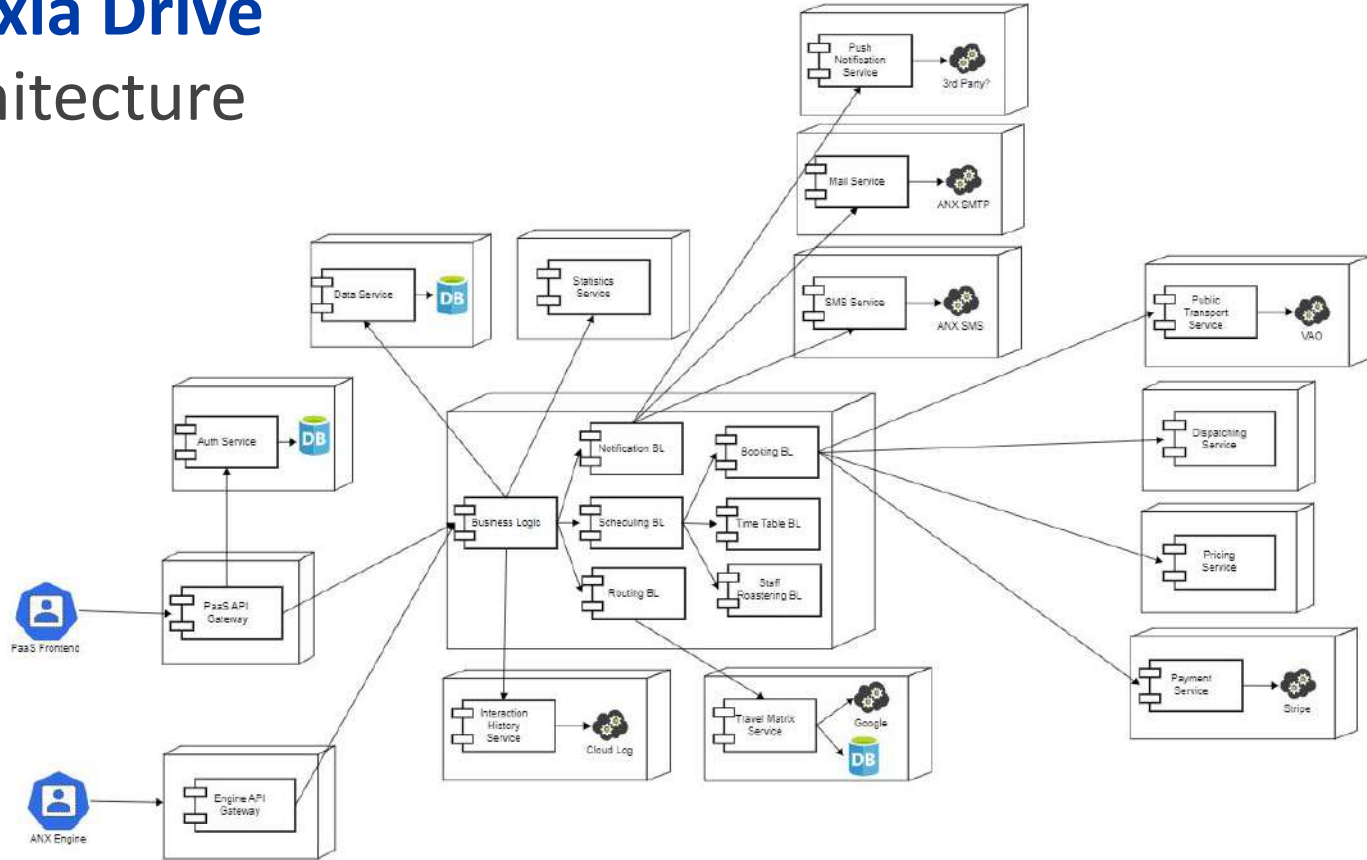 xia Drive
hitecture
Push
Notification
Service
3rd Party?
Mail Service
ANX SMTP
SMS Service
ANX SMS
Data Service
DB
Statistics
Service
Public
Transport
Service
VAO
Auth Service
DB
Notification BL
Booking BL
Dispatching
Service
Business Logic
Scheduling BL
Time Table BL
Routing BL
Staff
Roastering BL
Pricing
Service
PaaS Frontend
PaaS API
Gateway
Payment
Service
Stripe
Interaction
History
Service
Cloud Log
Travel Matrix
Service
Google
DB
ANX Engine
Engine API
Gateway